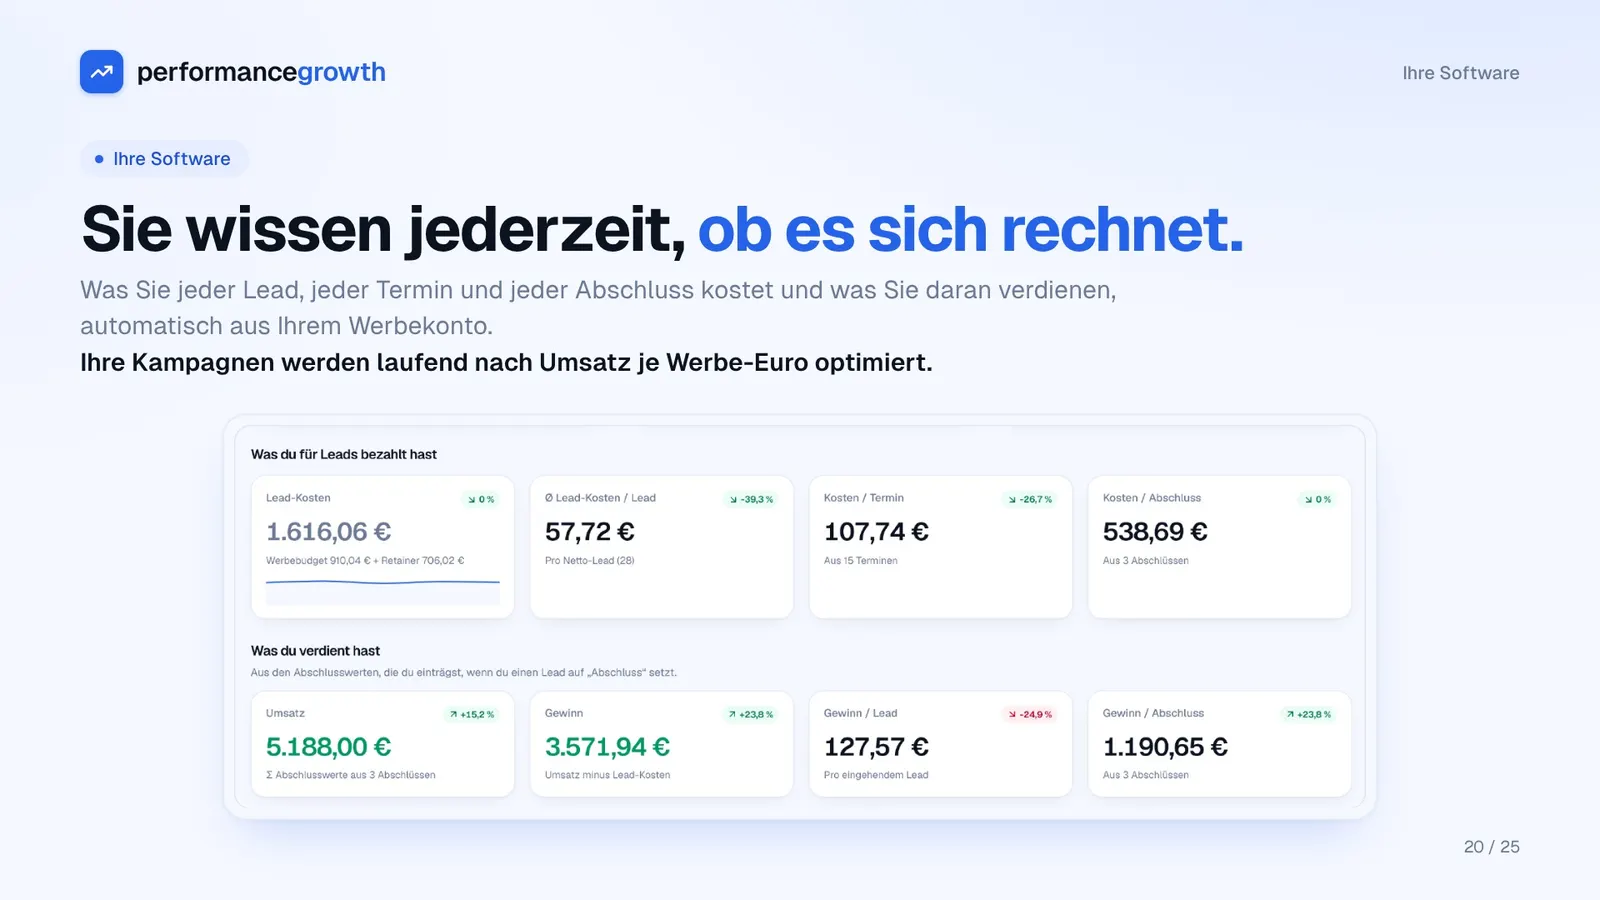 performancegrowth
Ihre Software
Ihre Software
Sie wissen jederzeit, ob es sich rechnet.
Was Sie jeder Lead, jeder Termin und jeder Abschluss kostet und was Sie daran verdienen,
automatisch aus Ihrem Werbekonto.
Ihre Kampagnen werden laufend nach Umsatz je Werbe-Euro optimiert.
Was du für Leads bezahlt hast
Lead-Kosten
↘ 0 %
1.616,06 €
Werbebudget 910,04 € + Retainer 706,02 €
Ø Lead-Kosten / Lead
↘ -39,3 %
57,72 €
Pro Netto-Lead (28)
Kosten / Termin
↘ -26,7 %
107,74 €
Aus 15 Terminen
Kosten / Abschluss
↘ 0 %
538,69 €
Aus 3 Abschlüssen
Was du verdient hast
Aus den Abschlusswerten, die du einträgst, wenn du einen Lead auf „Abschluss“ setzt.
Umsatz
↗ +15,2 %
5.188,00 €
Σ Abschlusswerte aus 3 Abschlüssen
Gewinn
↗ +23,8 %
3.571,94 €
Umsatz minus Lead-Kosten
Gewinn / Lead
↘ -24,9 %
127,57 €
Pro eingehendem Lead
Gewinn / Abschluss
↗ +23,8 %
1.190,65 €
Aus 3 Abschlüssen
20 / 25